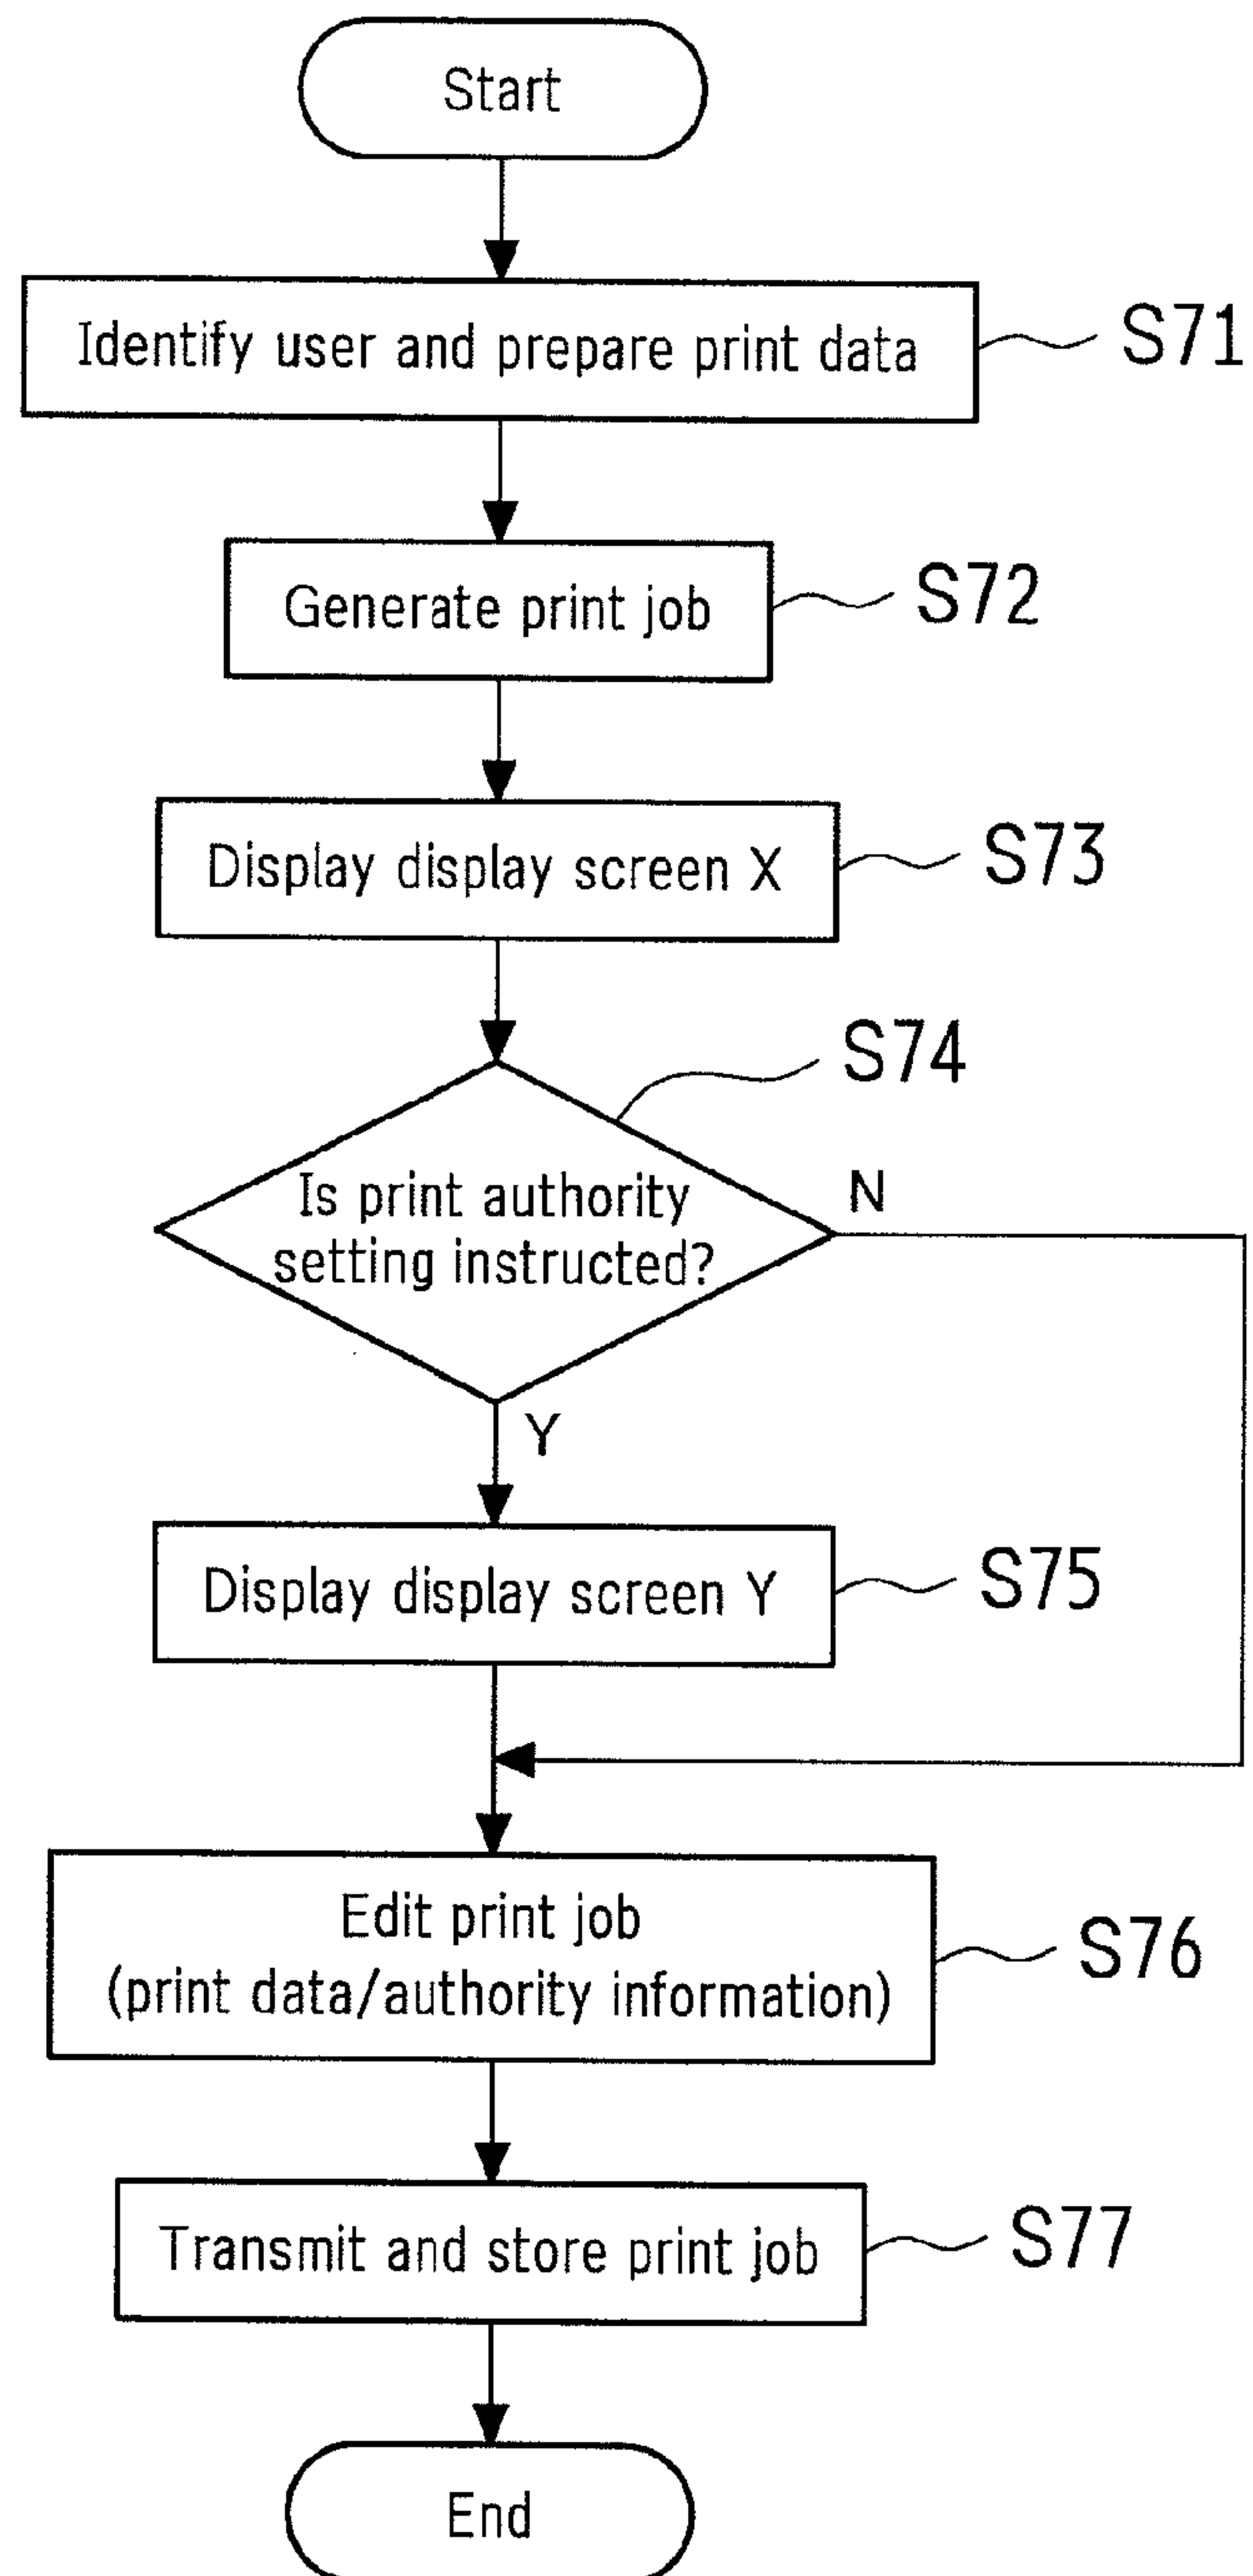 Start
Identify user and prepare print data
S71
Generate print job
S72
Display display screen X
S73
S74
Is print authority
setting instructed?
N
Y
Display display screen Y
S75
Edit print job
(print data/authority information)
S76
Transmit and store print job
S77
End